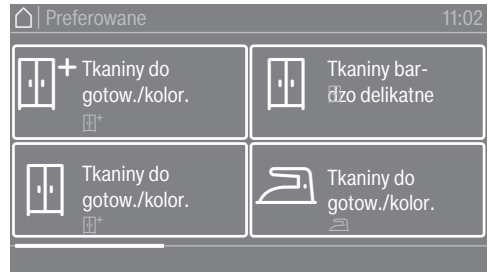 Preferowane
11:02
Tkaniny do
gotow./kolor.
Tkaniny bar-
dzo delikatne
Tkaniny do
gotow./kolor.
Tkaniny do
gotow./kolor.